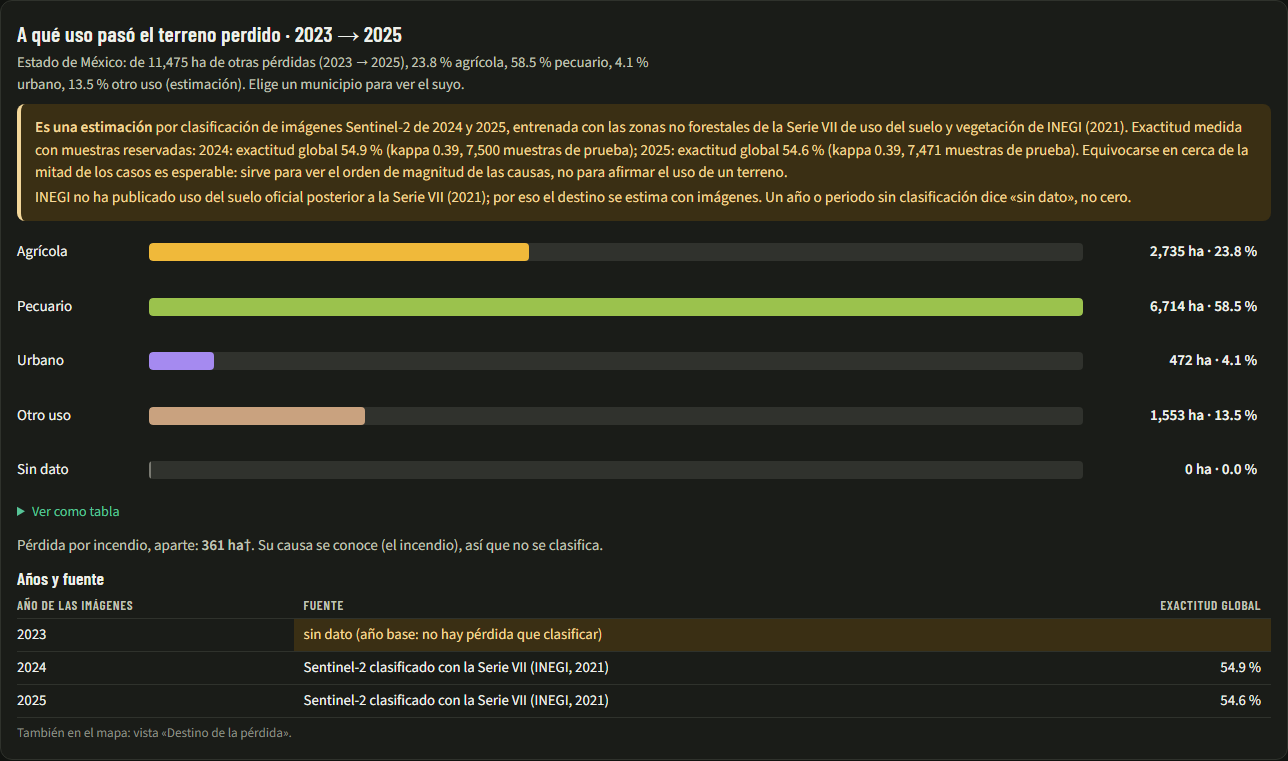 A qué uso pasó el terreno perdido · 2023 → 2025
Estado de México: de 11,475 ha de otras pérdidas (2023 → 2025), 23.8 % agrícola, 58.5 % pecuario, 4.1 %
urbano, 13.5 % otro uso (estimación). Elige un municipio para ver el suyo.
Es una estimación por clasificación de imágenes Sentinel-2 de 2024 y 2025, entrenada con las zonas no forestales de la Serie VII de uso del suelo y vegetación de INEGI (2021). Exactitud medida
con muestras reservadas: 2024: exactitud global 54.9 % (kappa 0.39, 7,500 muestras de prueba); 2025: exactitud global 54.6 % (kappa 0.39, 7,471 muestras de prueba). Equivocarse en cerca de la
mitad de los casos es esperable: sirve para ver el orden de magnitud de las causas, no para afirmar el uso de un terreno.
INEGI no ha publicado uso del suelo oficial posterior a la Serie VII (2021); por eso el destino se estima con imágenes. Un año o periodo sin clasificación dice «sin dato», no cero.
Agrícola 2,735 ha · 23.8 %
Pecuario 6,714 ha · 58.5 %
Urbano 472 ha · 4.1 %
Otro uso 1,553 ha · 13.5 %
Sin dato 0 ha · 0.0 %
▶ Ver como tabla
Pérdida por incendio, aparte: 361 ha†. Su causa se conoce (el incendio), así que no se clasifica.
Años y fuente
AÑO DE LAS IMÁGENES FUENTE EXACTITUD GLOBAL
2023 sin dato (año base: no hay pérdida que clasificar)
2024 Sentinel-2 clasificado con la Serie VII (INEGI, 2021) 54.9 %
2025 Sentinel-2 clasificado con la Serie VII (INEGI, 2021) 54.6 %
También en el mapa: vista «Destino de la pérdida».